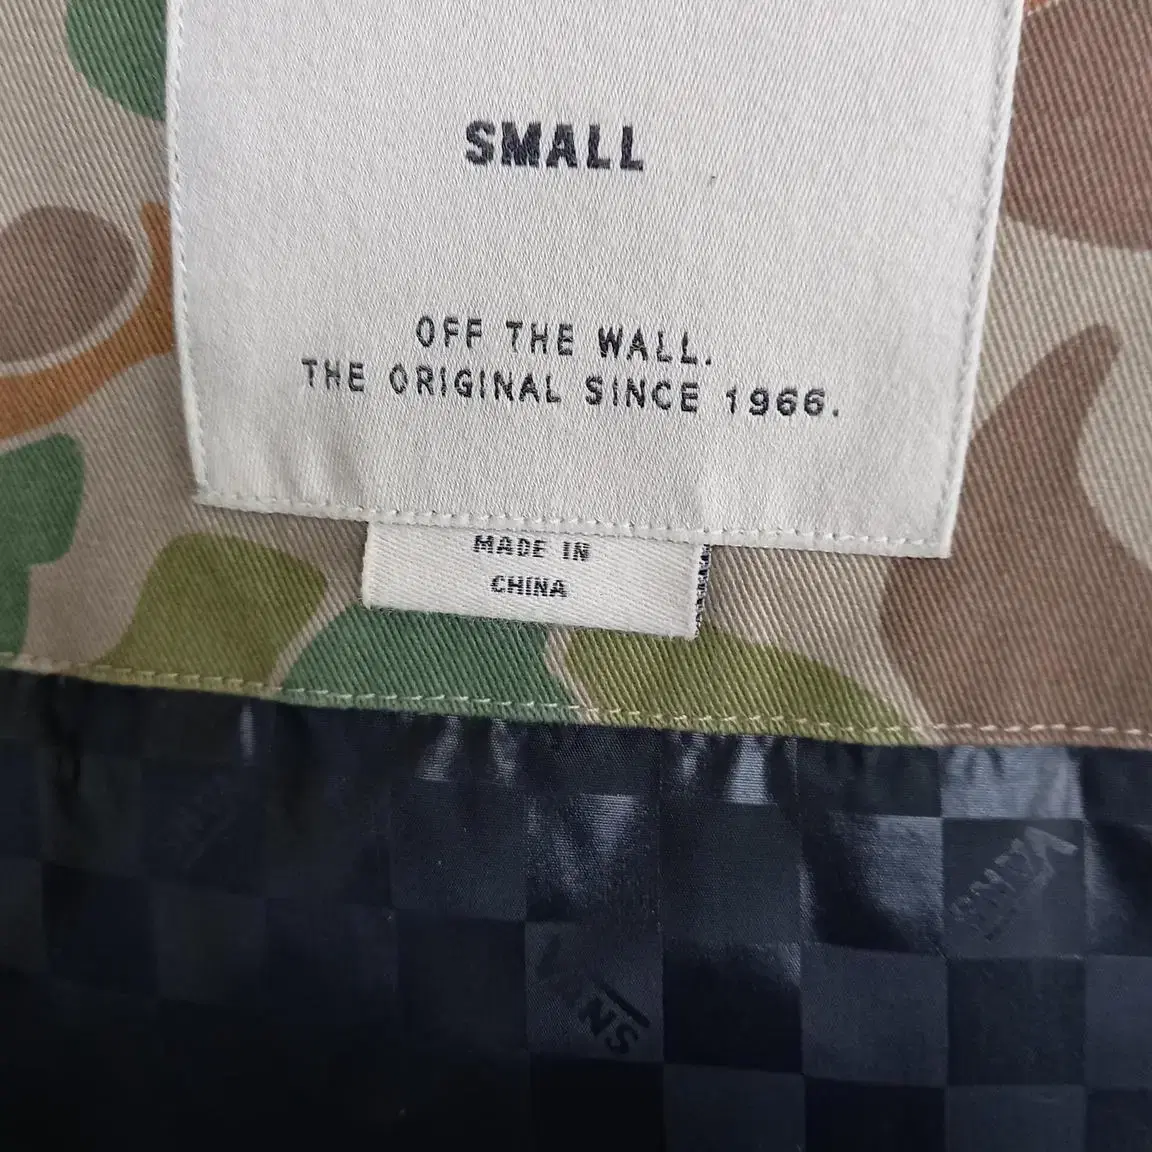 SMALL
OFF THE WALL.
THE ORIGINAL SINCE 1966.
MADE IN
CHINA
VANS
VANS